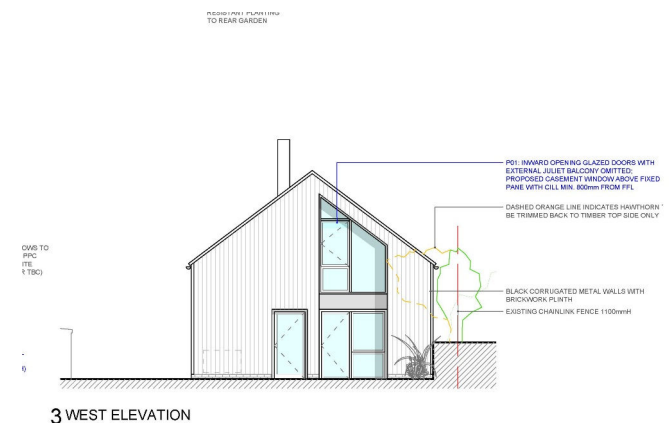 RESISTANT PLANTING
TO REAR GARDEN
P01: INWARD OPENING GLAZED DOORS WITH
EXTERNAL JULIET BALCONY OMITTED;
PROPOSED CASEMENT WINDOW ABOVE FIXED
PANE WITH CILL MIN. 800mm FROM FFL
DASHED ORANGE LINE INDICATES HAWTHORN
BE TRIMMED BACK TO TIMBER TOP SIDE ONLY
OWS TO
PPC
ITE
R TBC)
BLACK CORRUGATED METAL WALLS WITH
BRICKWORK PLINTH
EXISTING CHAINLINK FENCE 1100mmH
3 WEST ELEVATION